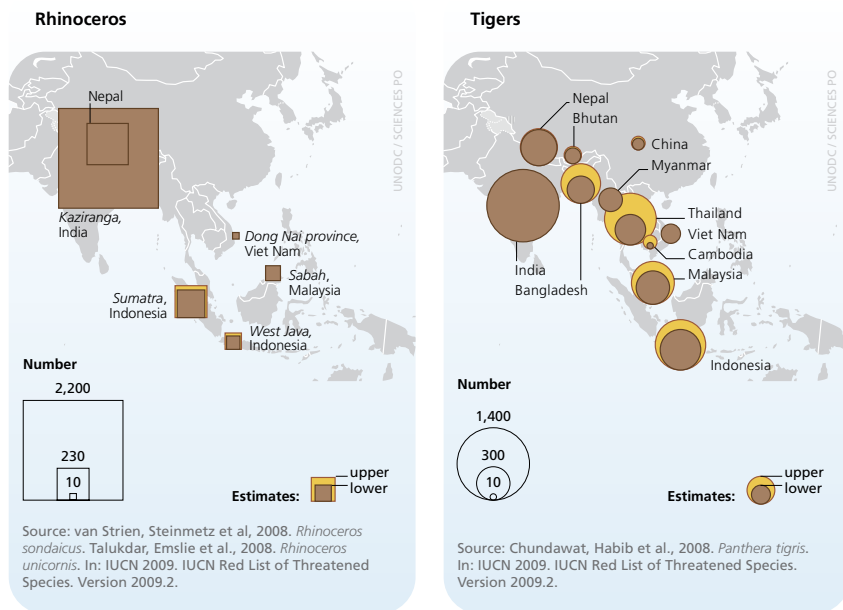 Rhinoceros
UNODC / SCIENCES PO
Nepal
Kaziranga,
India
Dong Nai province,
Viet Nam
Sabah,
Malaysia
Sumatra,
Indonesia
West Java,
Indonesia
Number
2,200
230
10
upper
lower
Estimates:
Source: van Strien, Steinmetz et al, 2008. Rhinoceros
sondaicus. Talukdar, Emslie et al., 2008. Rhinoceros
unicornis. In: IUCN 2009. IUCN Red List of Threatened
Species. Version 2009.2.
Tigers
UNODC / SCIENCES PO
Nepal
Bhutan
China
Myanmar
Thailand
Viet Nam
Cambodia
Malaysia
India
Bangladesh
Indonesia
Number
1,400
300
10
upper
lower
Estimates:
Source: Chundawat, Habib et al., 2008. Panthera tigris.
In: IUCN 2009. IUCN Red List of Threatened Species.
Version 2009.2.